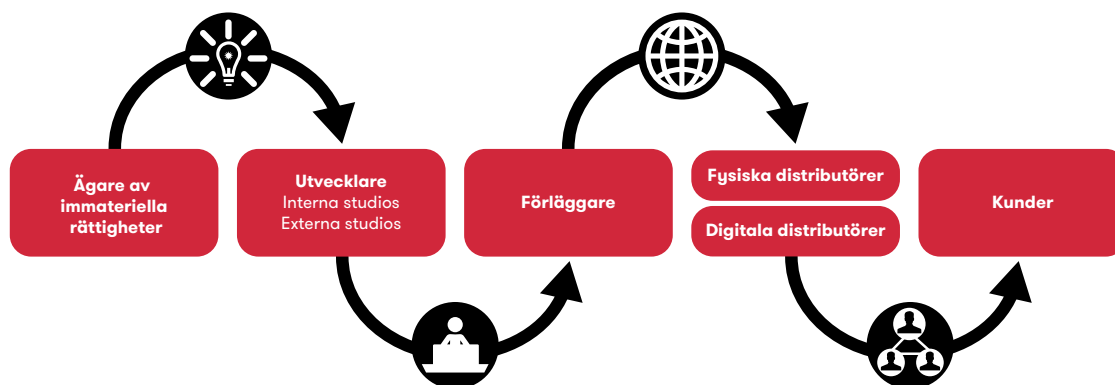 Ägare av
immateriella
rättigheter
Utvecklare
Interna studios
Externa studios
Förläggare
Fysiska distributörer
Digitala distributörer
Kunder